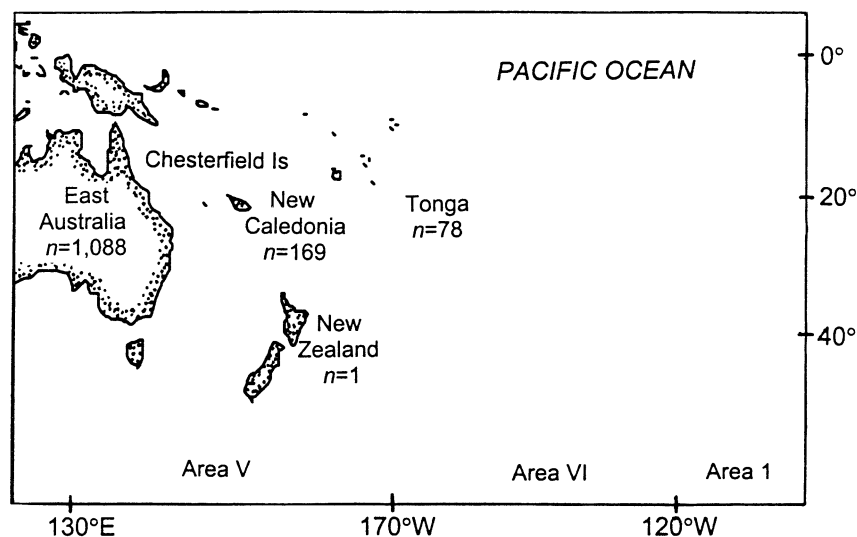 PACIFIC OCEAN
0°
Chesterfield Is
East
Australia
n=1,088
New
Caledonia
n=169
Tonga
n=78
20°
New
Zealand
n=1
40°
Area V
Area VI
Area 1
130°E
170°W
120°W